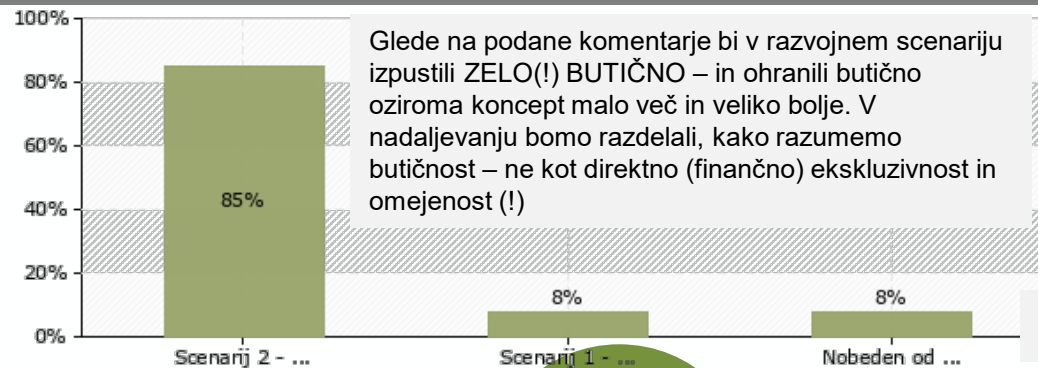 100%
Glede na podane komentarje bi v razvojnem scenariju
izpustili ZELO(!) BUTIČNO – in ohranili butično
oziroma koncept malo več in veliko bolje. V
nadaljevanju bomo razdelali, kako razumemo
butičnost – ne kot direktno (finančno) ekskluzivnost in
omejenost (!)
80%
60%
40%
20%
0%
85%
8%
8%
Scenarij 2 - ...
Scenarij 1 - ...
Nobeden od ...